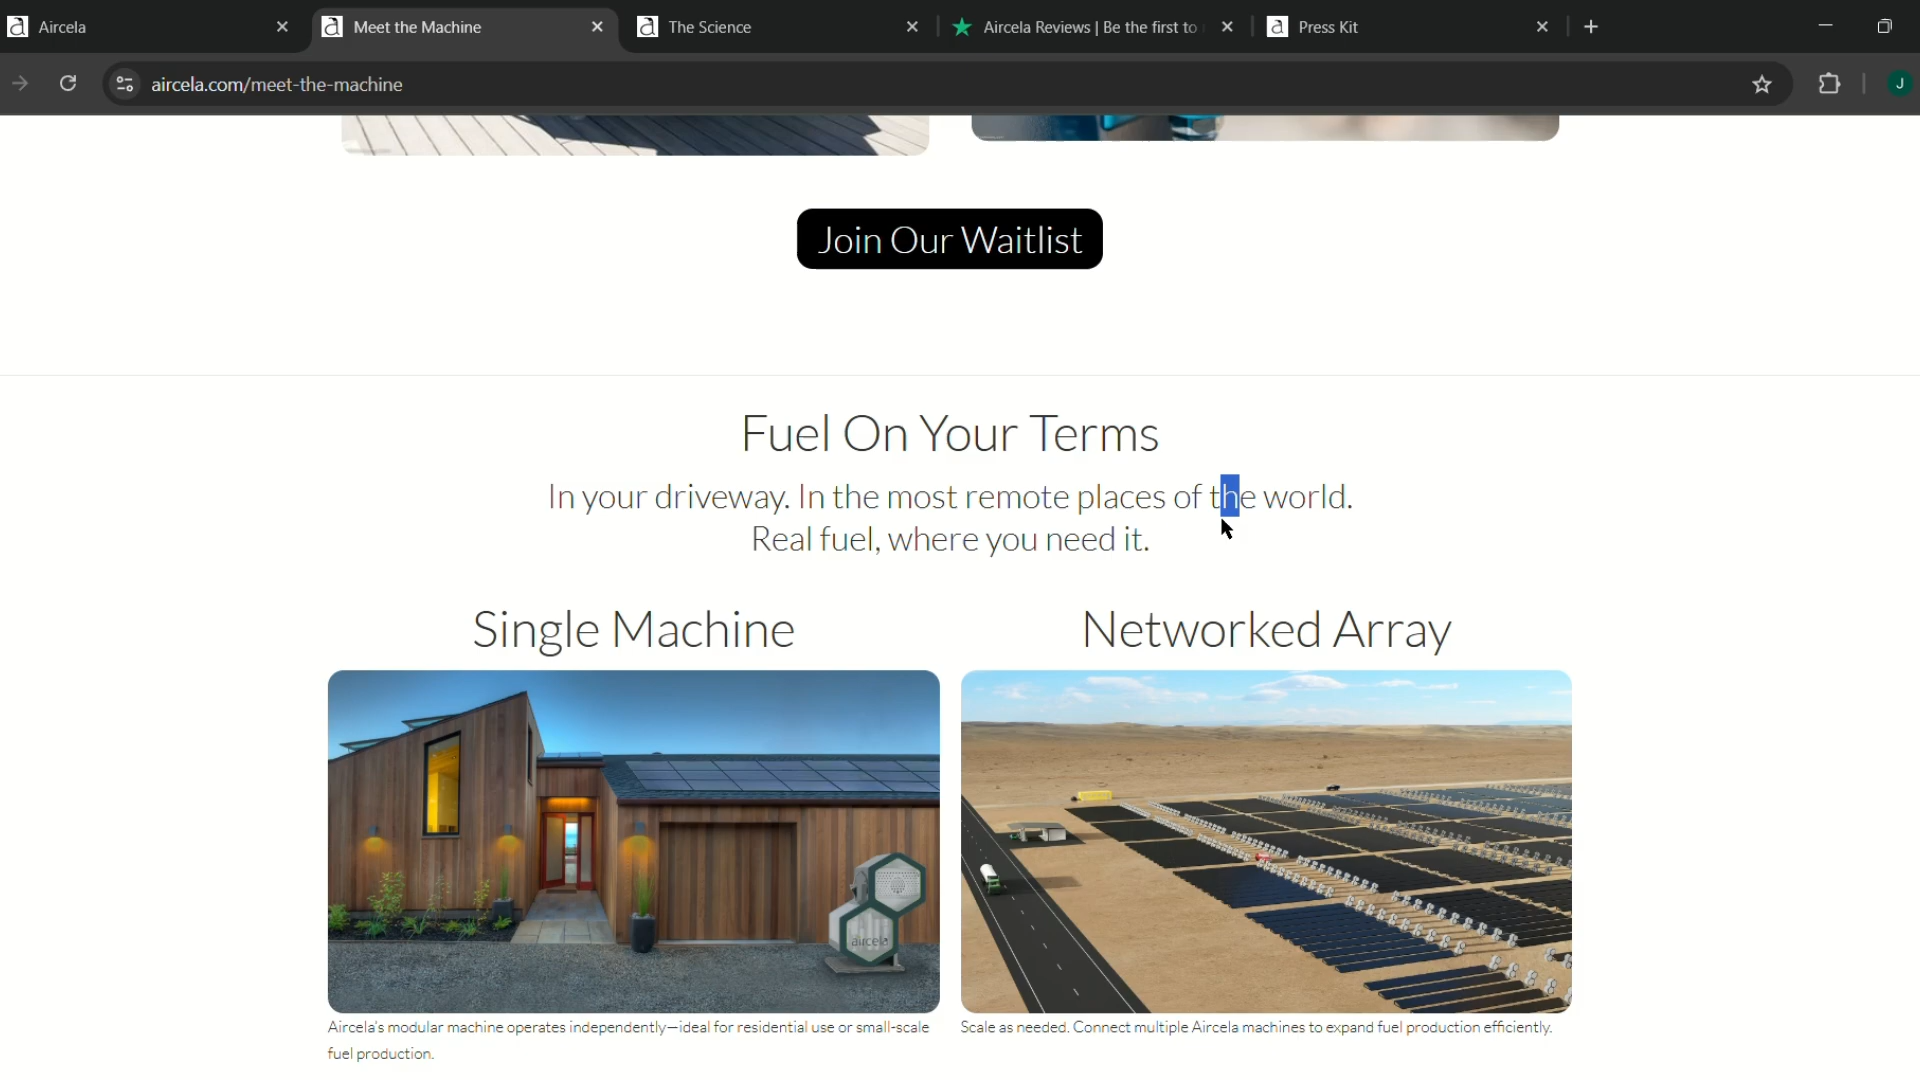 Aircela
Meet the Machine
The Science
Aircela Reviews | Be the first to
Press Kit
aircela.com/meet-the-machine
J
Join Our Waitlist
Fuel On Your Terms
In your driveway. In the most remote places of the world.
Real fuel, where you need it.
Single Machine
Networked Array
aircela
Aircela's modular machine operates independently—ideal for residential use or small-scale
fuel production.
Scale as needed. Connect multiple Aircela machines to expand fuel production efficiently.